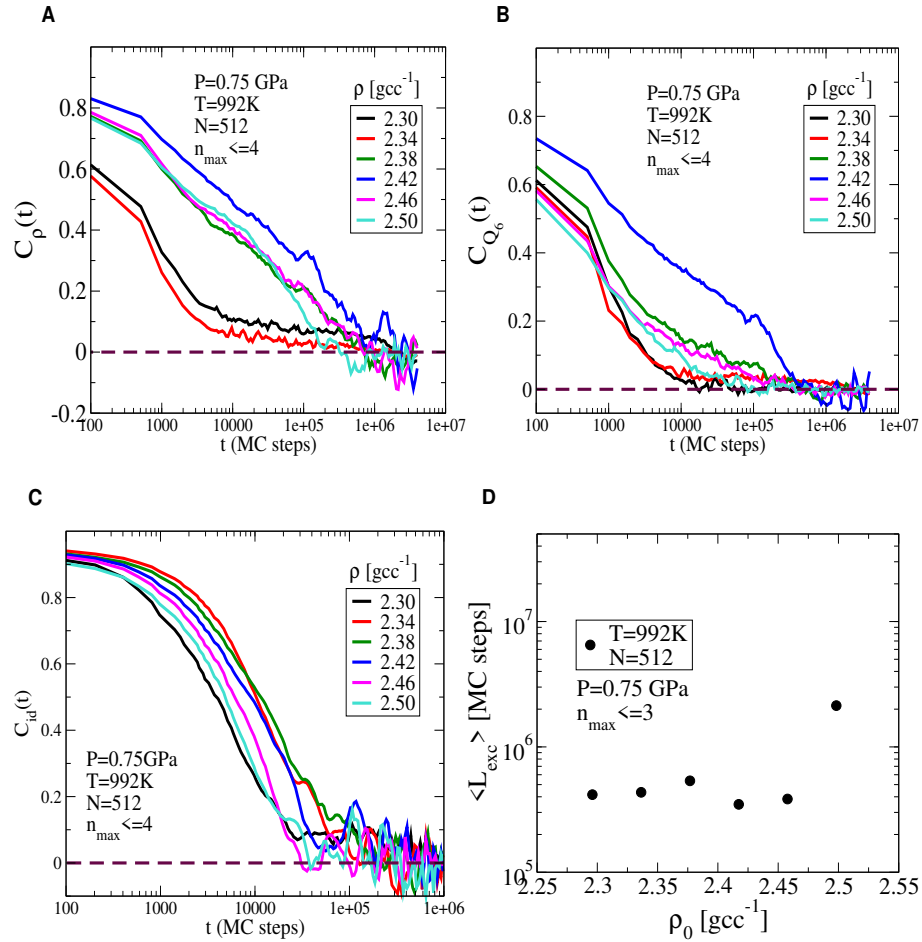 A
C_ρ(t)
0.8
0.6
0.4
0.2
0
-0.2
P=0.75 GPa
T=992K
N=512
n_max<=4
ρ [gcc^-1]
2.30
2.34
2.38
2.42
2.46
2.50
100 1000 10000 1e+05 1e+06 1e+07
t (MC steps)
B
C_Q_6(t)
0.8
0.6
0.4
0.2
0
P=0.75 GPa
T=992K
N=512
n_max<=4
ρ [gcc^-1]
2.30
2.34
2.38
2.42
2.46
2.50
100 1000 10000 1e+05 1e+06 1e+07
t (MC steps)
C
C_id(t)
0.9
0.6
0.3
0
ρ [gcc^-1]
2.30
2.34
2.38
2.42
2.46
2.50
P=0.75GPa
T=992K
N=512
n_max<=4
100 1000 10000 1e+05 1e+06
t (MC steps)
D
<L_exc> [MC steps]
10^7
10^6
10^5
T=992K
N=512
P=0.75 GPa
n_max<=3
2.25 2.3 2.35 2.4 2.45 2.5 2.55
ρ_0 [gcc^-1]